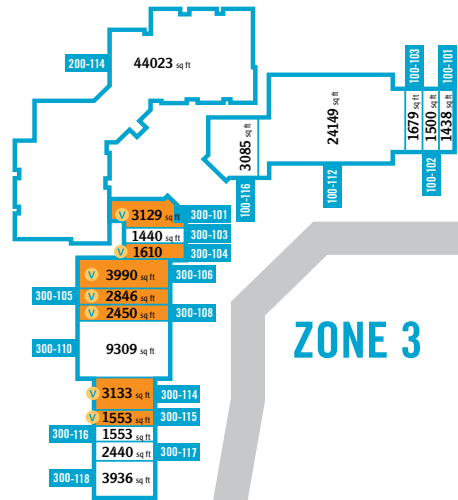 200-114
44023 sq ft
100-103
100-101
1679 sq ft
1500 sq ft
1438 sq ft
24149 sq ft
3085 sq ft
100-102
100-112
100-116
V 3129 sq ft 300-101
1440 sq ft 300-103
V 1610 300-104
V 3990 sq ft 300-106
300-105 V 2846 sq ft
V 2450 sq ft 300-108
300-110 9309 sq ft
ZONE 3
V 3133 sq ft 300-114
V 1553 sq ft 300-115
300-116 1553 sq ft
2440 sq ft 300-117
300-118 3936 sq ft